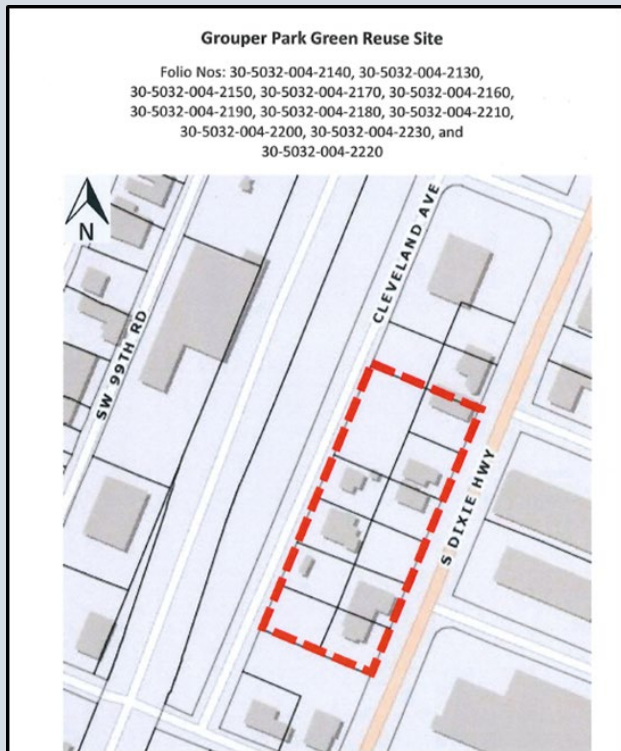 Grouper Park Green Reuse Site
Folio Nos: 30-5032-004-2140, 30-5032-004-2130,
30-5032-004-2150, 30-5032-004-2170, 30-5032-004-2160,
30-5032-004-2190, 30-5032-004-2180, 30-5032-004-2210,
30-5032-004-2200, 30-5032-004-2230, and
30-5032-004-2220
N
CLEVELAND AVE
SW 99TH RD
S DIXIE HWY